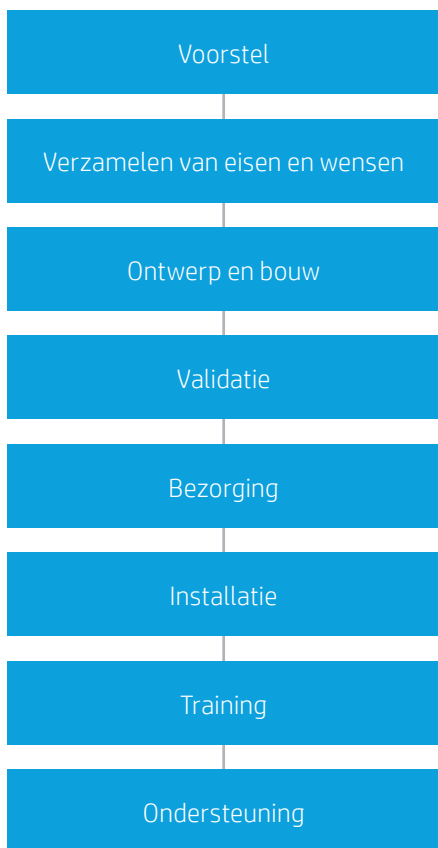 Voorstel
Verzamelen van eisen en wensen
Ontwerp en bouw
Validatie
Bezorging
Installatie
Training
Ondersteuning